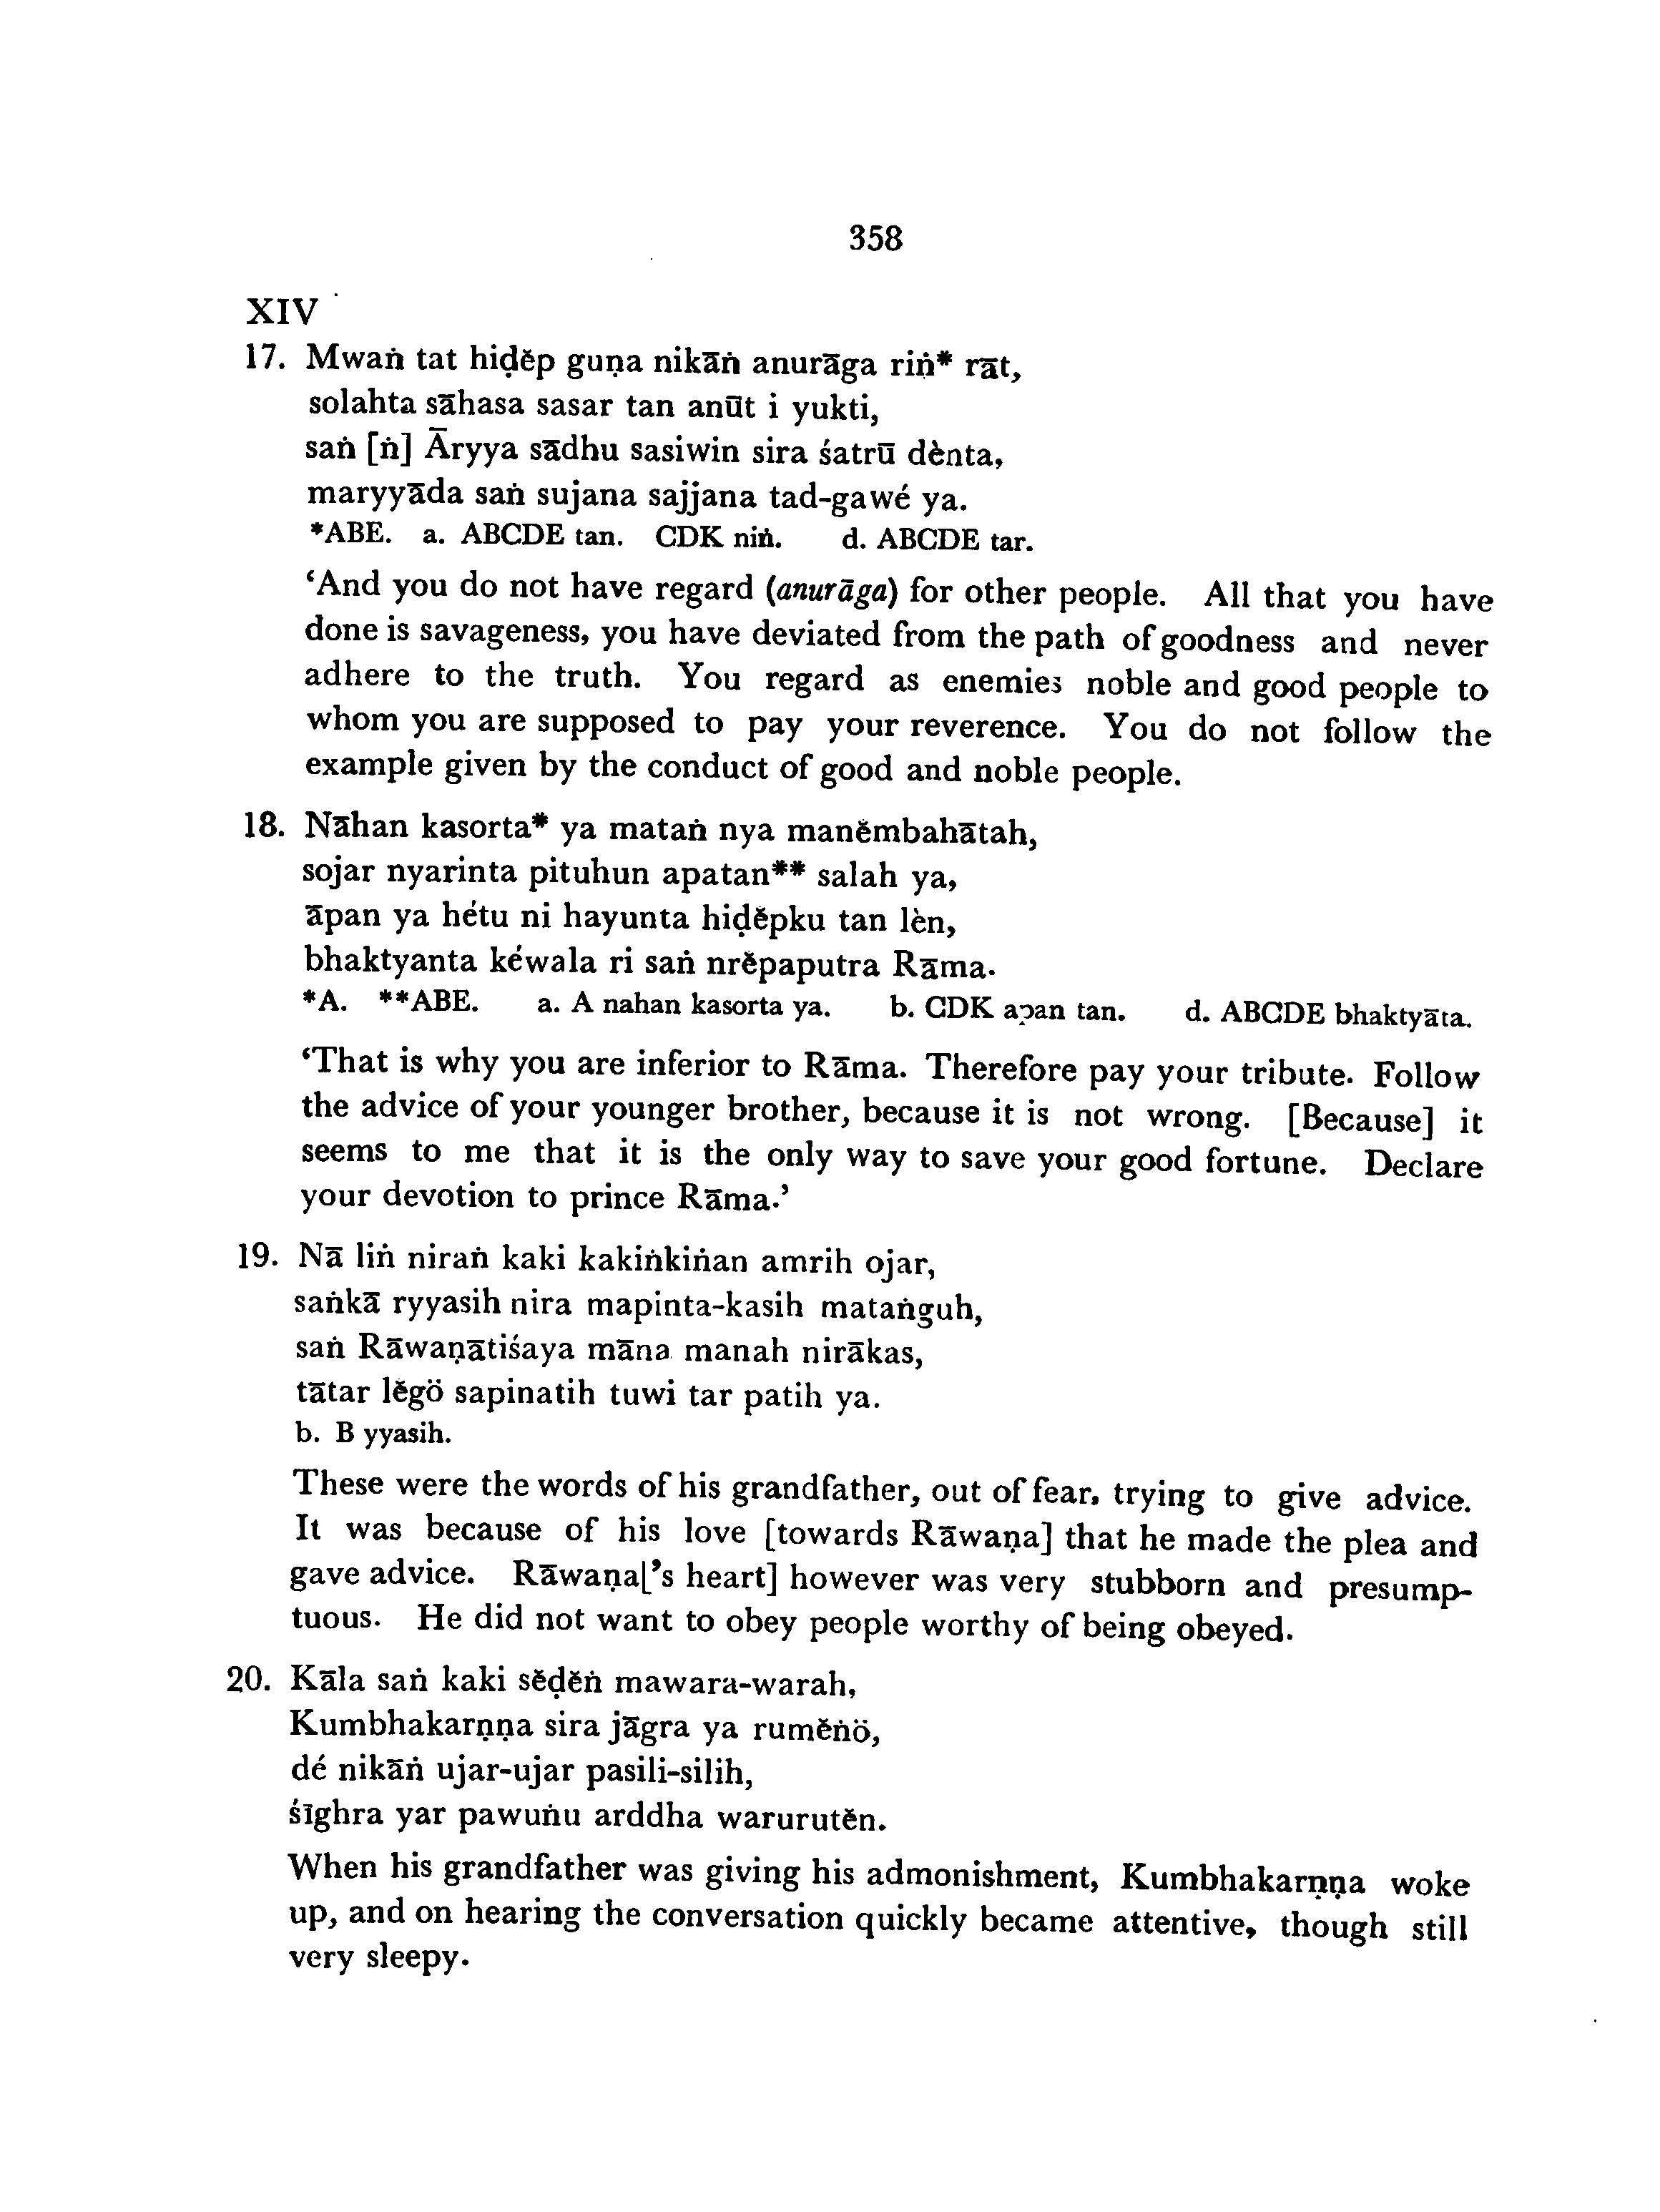 358
XIV
17. Mwaṅ tat hiḍĕp guṇa nikāṅ anurāga riṅ* rāt,
solahta sāhasa sasar tan anūt i yukti,
saṅ [ṅ] Āryya sādhu sasiwin sira śatrū dènta,
maryyāda saṅ sujana sajjana tad-gawé ya.
*ABE. a. ABCDE tan. CDK niṅ. d. ABCDE tar.
‘And you do not have regard (anurāga) for other people. All that you have
done is savageness, you have deviated from the path of goodness and never
adhere to the truth. You regard as enemies noble and good people to
whom you are supposed to pay your reverence. You do not follow the
example given by the conduct of good and noble people.
18. Nāhan kasorta* ya mataṅ nya manĕmbahātah,
sojar nyarinta pituhun apatan** salah ya,
āpan ya hétu ni hayunta hiḍĕpku tan lèn,
bhaktyanta kéwala ri saṅ nrĕpaputra Rāma.
*A. **ABE. a. A nahan kasorta ya. b. CDK apan tan. d. ABCDE bhaktyāta.
‘That is why you are inferior to Rāma. Therefore pay your tribute. Follow
the advice of your younger brother, because it is not wrong. [Because] it
seems to me that it is the only way to save your good fortune. Declare
your devotion to prince Rāma.’
19. Nā liṅ niraṅ kaki kakiṅkiṅan amrih ojar,
saṅkā ryyasih nira mapinta-kasih mataṅguh,
saṅ Rāwaṇātiśaya māna manah nirākas,
tātar lĕgö sapinatih tuwi tar patih ya.
b. B yyasih.
These were the words of his grandfather, out of fear, trying to give advice.
It was because of his love [towards Rāwaṇa] that he made the plea and
gave advice. Rāwaṇa[’s heart] however was very stubborn and presump-
tuous. He did not want to obey people worthy of being obeyed.
20. Kāla saṅ kaki sĕḍĕṅ mawara-warah,
Kumbhakarṇṇa sira jāgra ya rumĕṅö,
dé nikāṅ ujar-ujar pasili-silih,
śīghra yar pawuṅu arddha warurutĕn.
When his grandfather was giving his admonishment, Kumbhakarṇṇa woke
up, and on hearing the conversation quickly became attentive, though still
very sleepy.